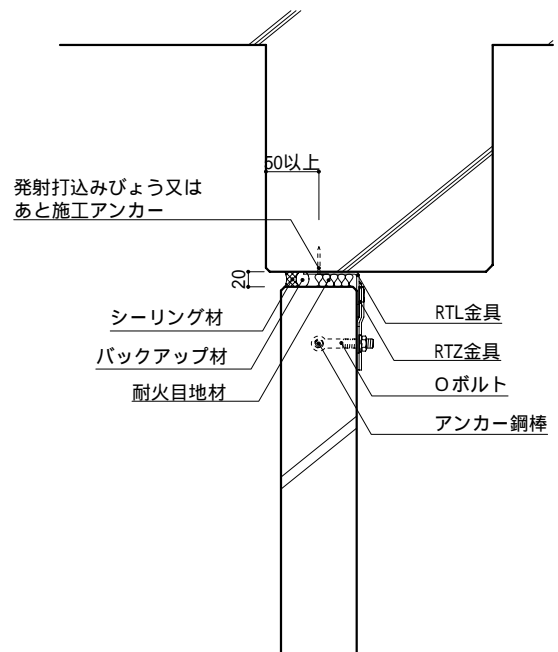 50以上
発射打込みびょう又は
あと施工アンカー
20
シーリング材
バックアップ材
耐火目地材
RTL金具
RTZ金具
Oボルト
アンカー鋼棒